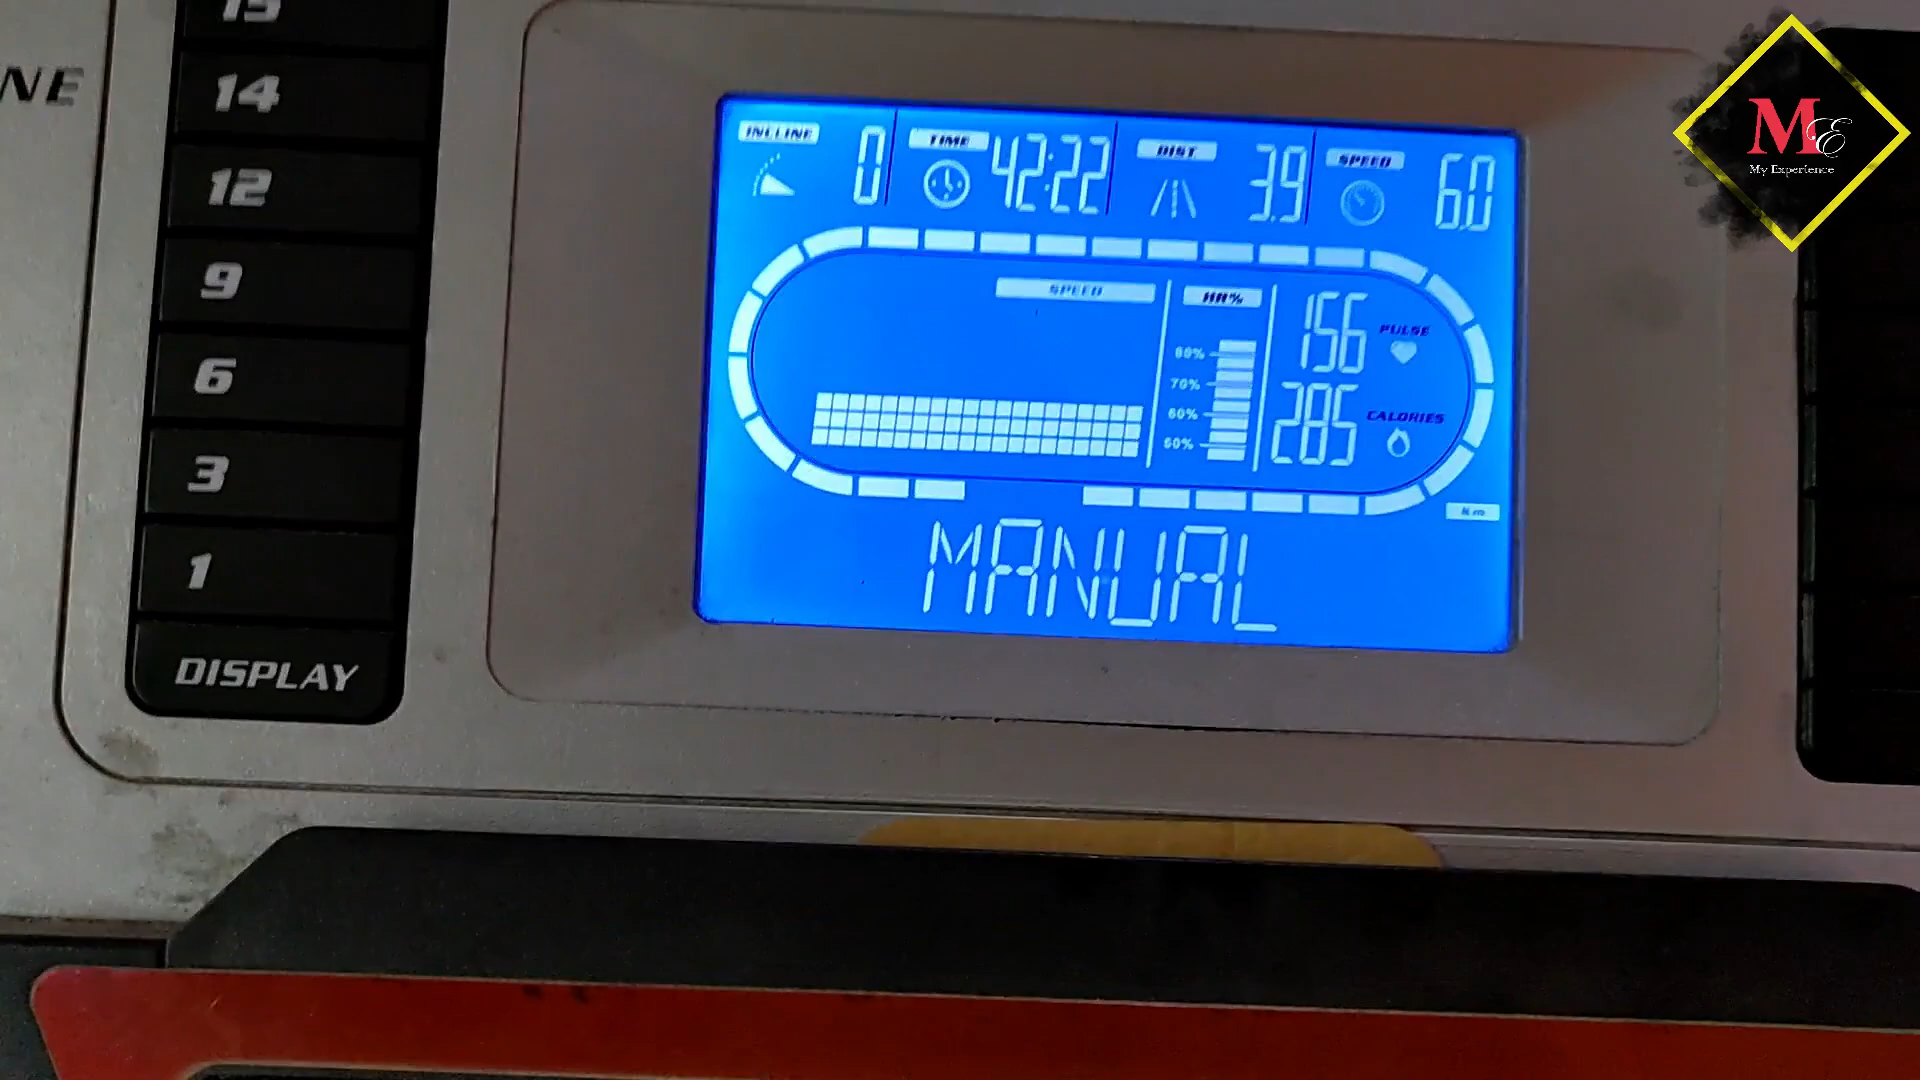 NE
15
14
12
9
6
3
1
DISPLAY
INCLINE 0
TIME 42:22
DIST 3.9
SPEED 6.0
SPEED
HR%
80%
70%
60%
50%
156 PULSE
285 CALORIES
Km
MANUAL
ME
My Experience